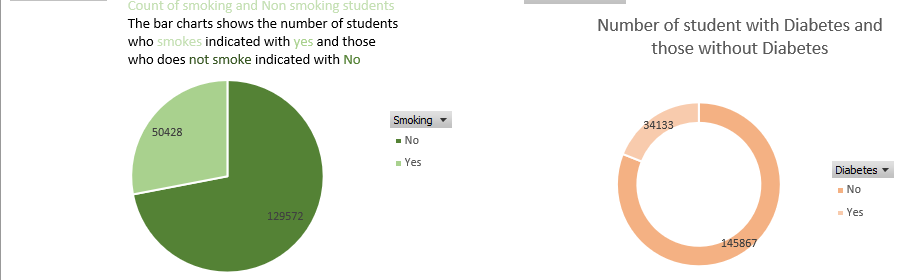 Count of smoking and Non smoking students
The bar charts shows the number of students
who smokes indicated with yes and those
who does not smoke indicated with No
50428
129572
Smoking
No
Yes
Number of student with Diabetes and
those without Diabetes
34133
145867
Diabetes
No
Yes